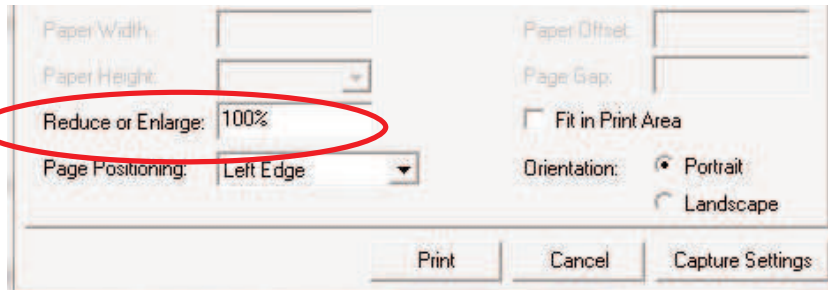 Paper Width: Paper Offset:
Paper Height: Page Gap:
Reduce or Enlarge: 100% Fit in Print Area
Page Positioning: Left Edge Orientation: Portrait
Landscape
Print Cancel Capture Settings